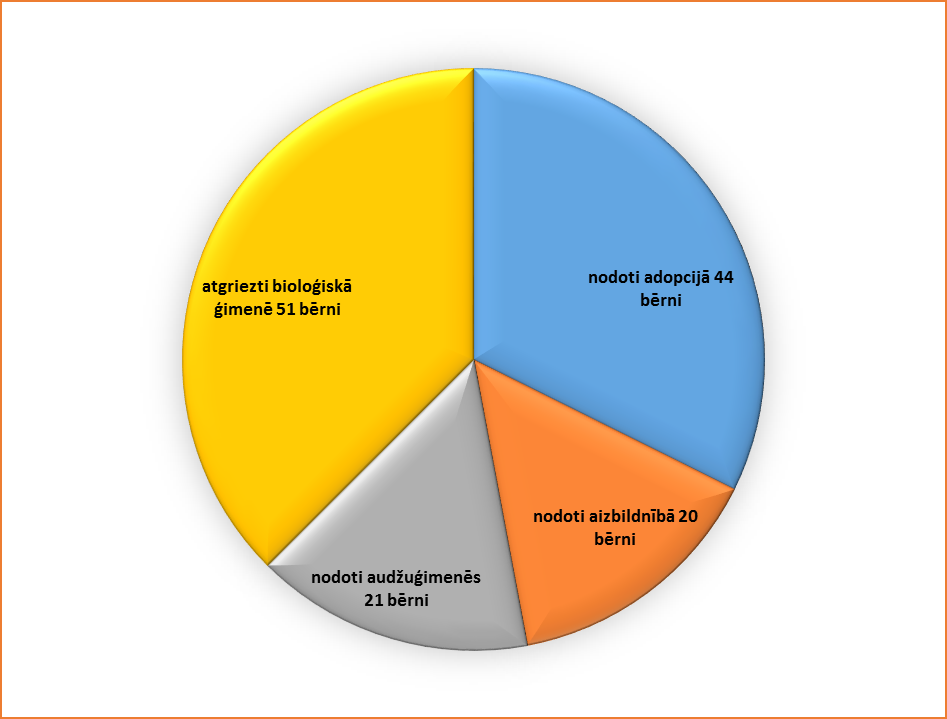 atgriezti bioloģiskā
ģimenē 51 bērni
nodoti adopcijā 44
bērni
nodoti aizbildnībā 20
bērni
nodoti audžuģimenēs
21 bērni